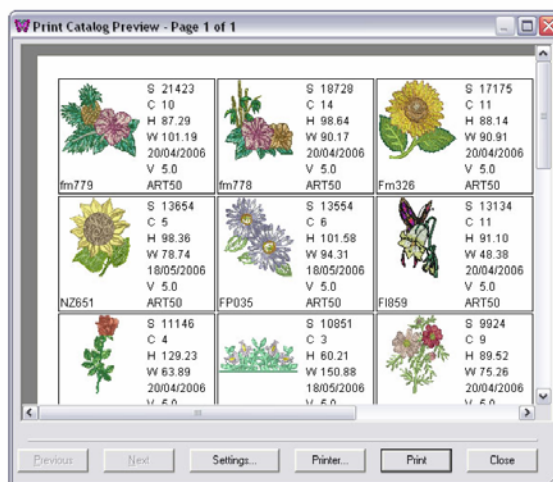 Print Catalog Preview - Page 1 of 1
S 21423
C 10
H 87.29
W 101.19
20/04/2006
V 5.0
fm779 ART50
S 18728
C 14
H 98.64
W 90.17
20/04/2006
V 5.0
fm778 ART50
S 17175
C 11
H 88.14
W 90.91
20/04/2006
V 5.0
Fm326 ART50
S 13654
C 5
H 98.36
W 78.74
18/05/2006
V 5.0
NZ651 ART50
S 13554
C 6
H 101.58
W 94.31
18/05/2006
V 5.0
FP035 ART50
S 13134
C 11
H 91.10
W 48.38
20/04/2006
V 5.0
FI859 ART50
S 11146
C 4
H 129.23
W 63.89
20/04/2006
S 10851
C 3
H 60.21
W 150.88
18/05/2006
S 9924
C 9
H 89.52
W 75.26
20/04/2006
Previous Next Settings... Printer... Print Close